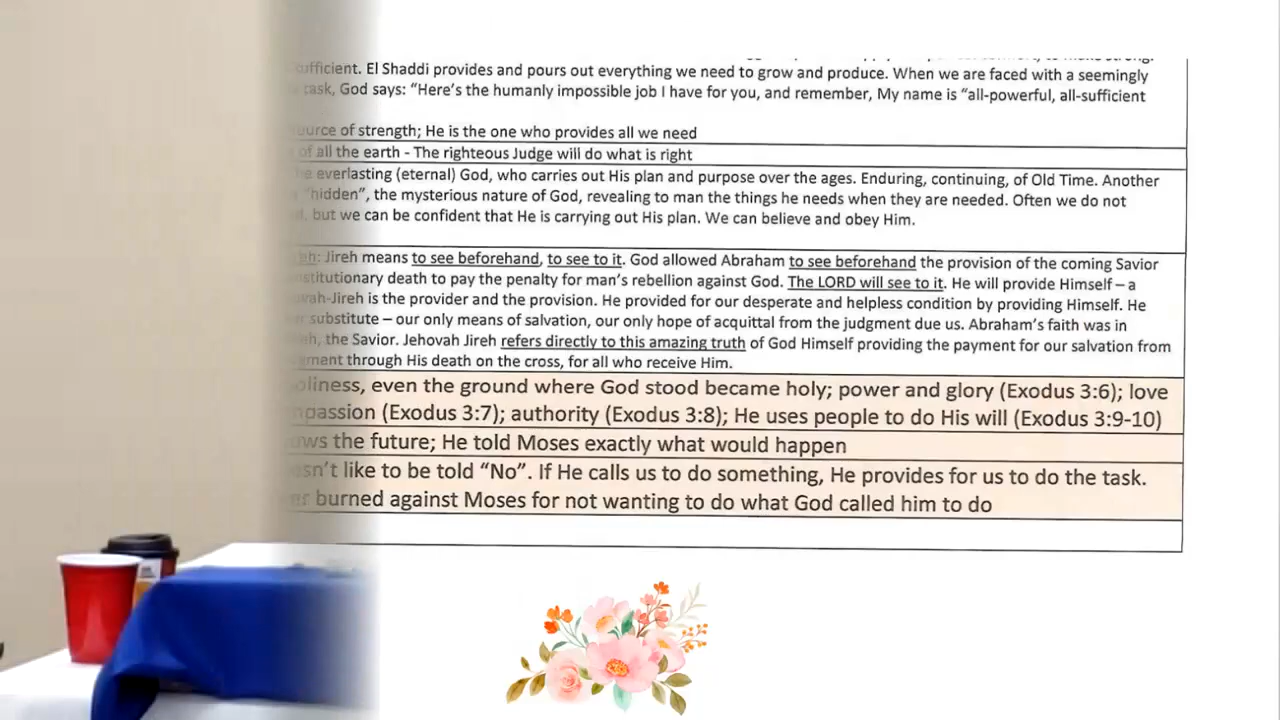 sufficient. El Shaddi provides and pours out everything we need to grow and produce. When we are faced with a seemingly
task, God says: “Here’s the humanly impossible job I have for you, and remember, My name is “all-powerful, all-sufficient
source of strength; He is the one who provides all we need
of all the earth - The righteous Judge will do what is right
everlasting (eternal) God, who carries out His plan and purpose over the ages. Enduring, continuing, of Old Time. Another
“hidden”, the mysterious nature of God, revealing to man the things he needs when they are needed. Often we do not
but we can be confident that He is carrying out His plan. We can believe and obey Him.
eh: Jireh means to see beforehand, to see to it. God allowed Abraham to see beforehand the provision of the coming Savior
stitutionary death to pay the penalty for man’s rebellion against God. The LORD will see to it. He will provide Himself – a
vah-Jireh is the provider and the provision. He provided for our desperate and helpless condition by providing Himself. He
substitute – our only means of salvation, our only hope of acquittal from the judgment due us. Abraham’s faith was in
h, the Savior. Jehovah Jireh refers directly to this amazing truth of God Himself providing the payment for our salvation from
ment through His death on the cross, for all who receive Him.
oliness, even the ground where God stood became holy; power and glory (Exodus 3:6); love
passion (Exodus 3:7); authority (Exodus 3:8); He uses people to do His will (Exodus 3:9-10)
ws the future; He told Moses exactly what would happen
sn’t like to be told “No”. If He calls us to do something, He provides for us to do the task.
er burned against Moses for not wanting to do what God called him to do